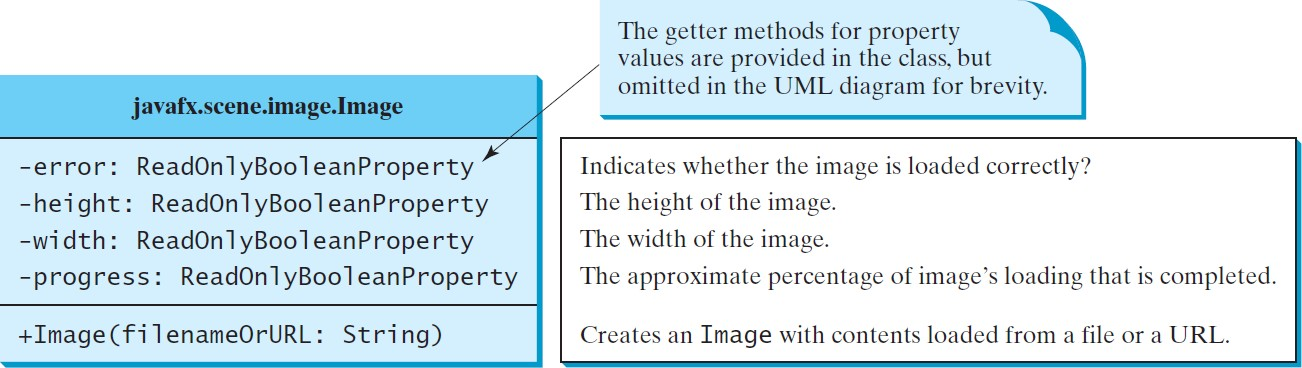 The getter methods for property
values are provided in the class, but
omitted in the UML diagram for brevity.
javafx.scene.image.Image
-error: ReadOnlyBooleanProperty
-height: ReadOnlyBooleanProperty
-width: ReadOnlyBooleanProperty
-progress: ReadOnlyBooleanProperty
+Image(filenameOrURL: String)
Indicates whether the image is loaded correctly?
The height of the image.
The width of the image.
The approximate percentage of image's loading that is completed.
Creates an Image with contents loaded from a file or a URL.